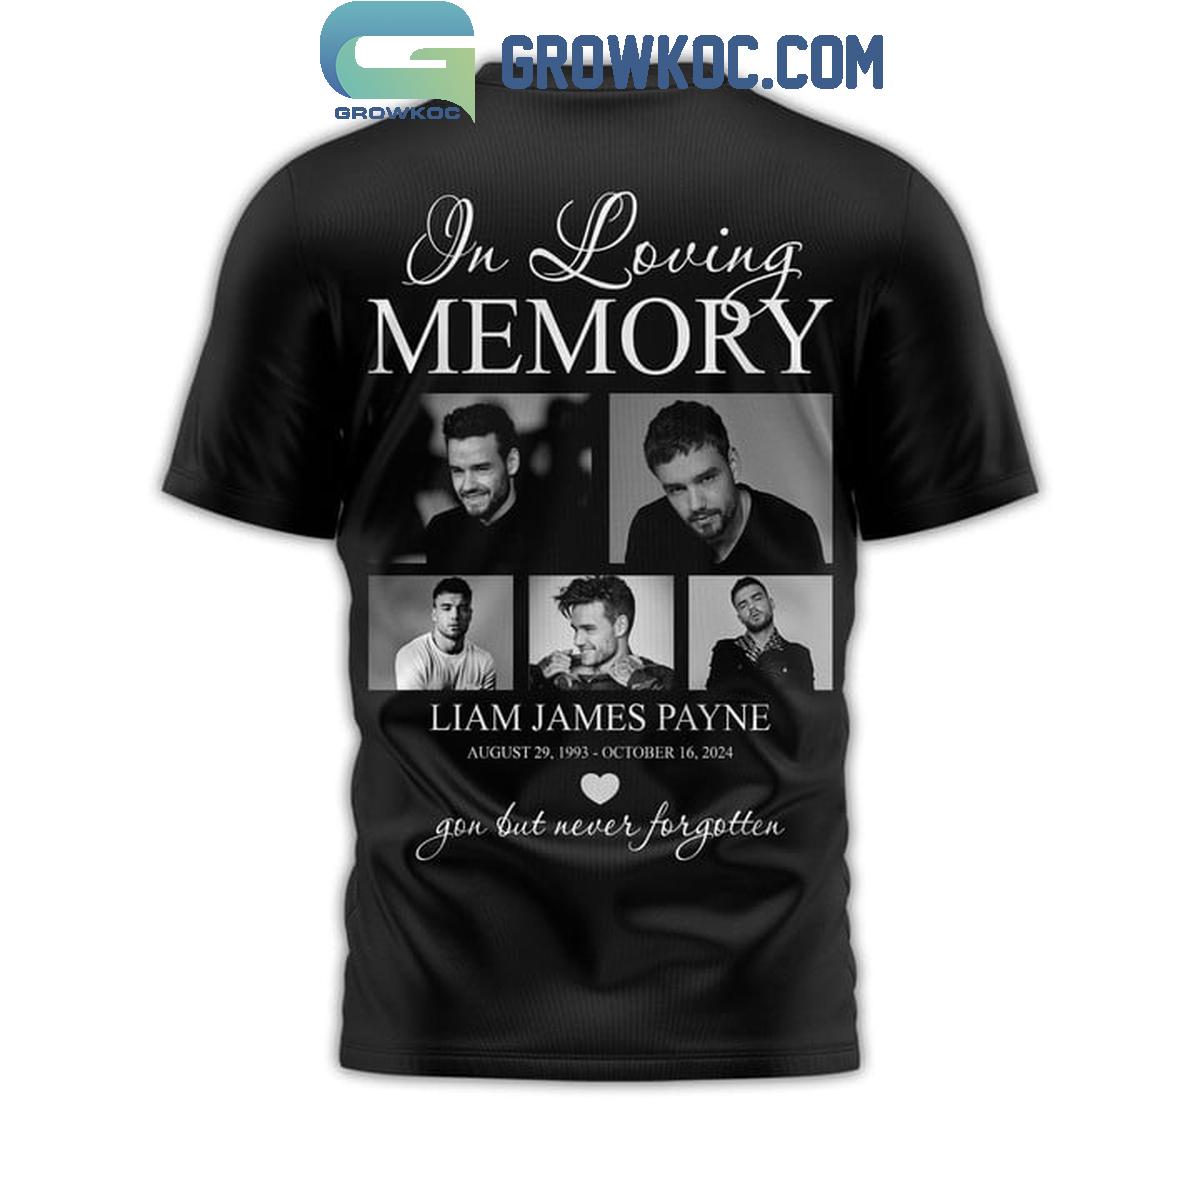 GROWKOC.COM
GROWKOC
In Loving
MEMORY
LIAM JAMES PAYNE
AUGUST 29, 1993 - OCTOBER 16, 2024
gon but never forgotten